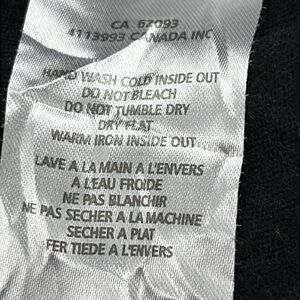 CA 62093
4113993 CANADA INC
HAND WASH COLD INSIDE OUT
DO NOT BLEACH
DO NOT TUMBLE DRY
DRY FLAT
WARM IRON INSIDE OUT
LAVE A LA MAIN A L'ENVERS
A L'EAU FROIDE
NE PAS BLANCHIR
NE PAS SECHER A LA MACHINE
SECHER A PLAT
FER TIEDE A L'ENVERS